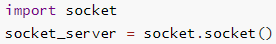 import socket
socket_server = socket.socket()